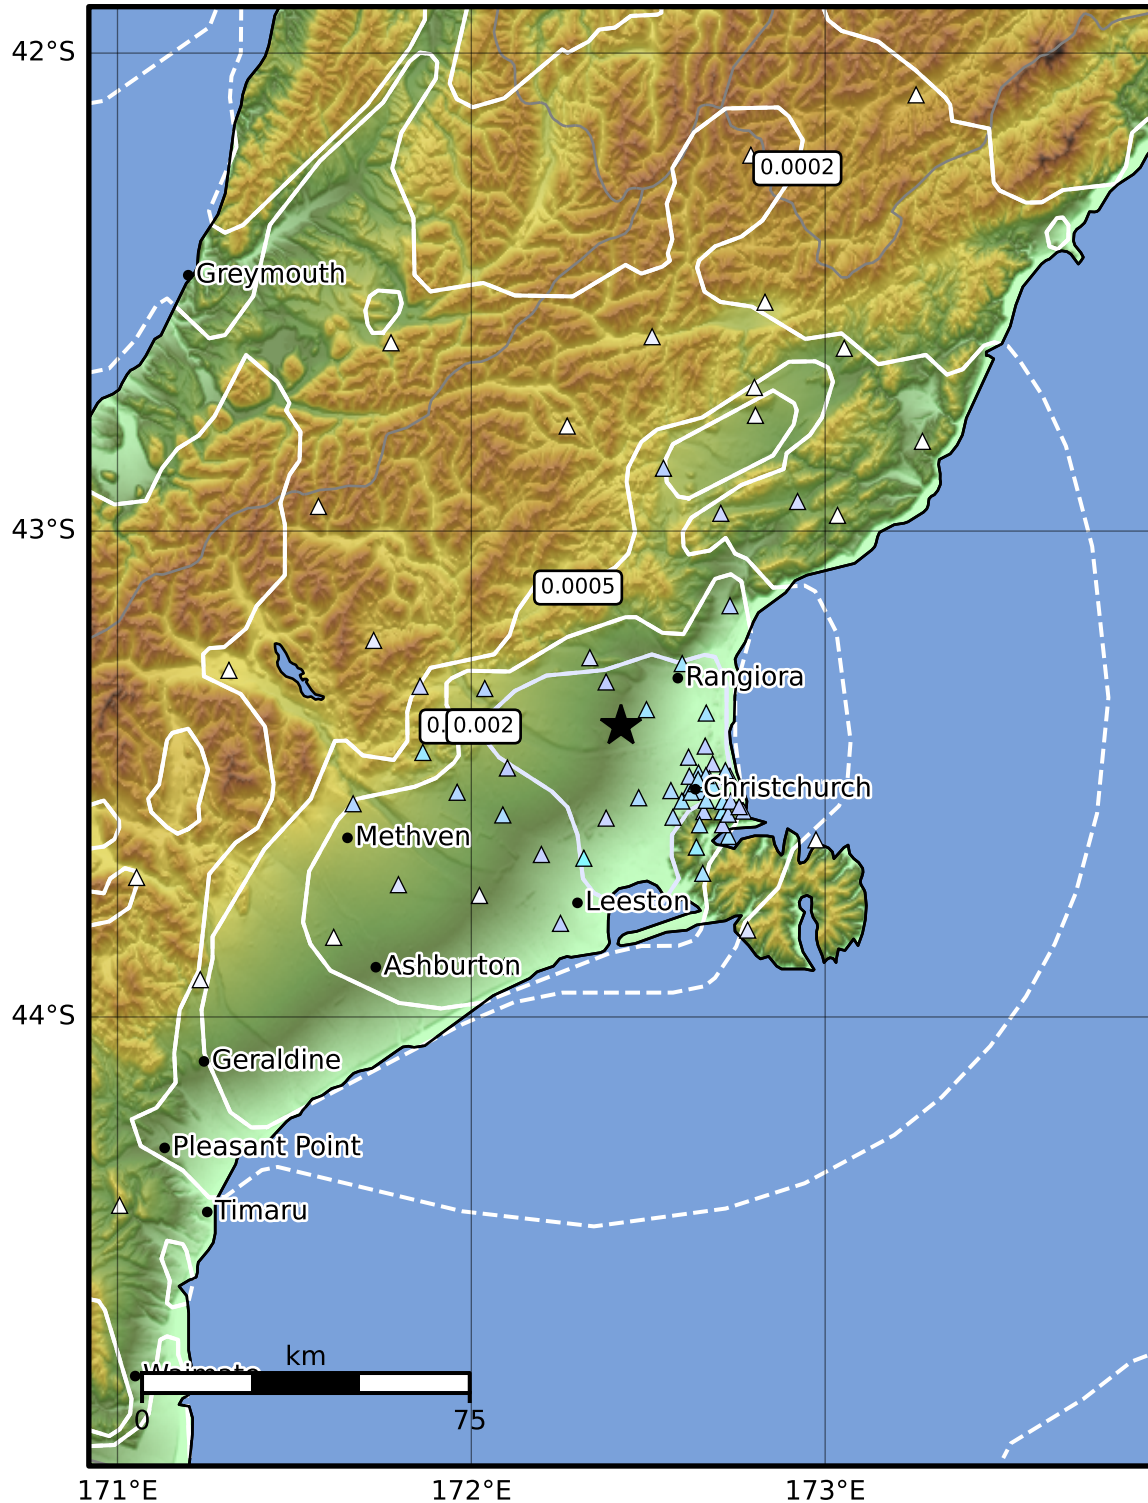 42°S
0.0002
Greymouth
43°S
0.0005
Rangiora
0.002
Christchurch
Methven
Leeston
Ashburton
44°S
Geraldine
Pleasant Point
Timaru
km
Waimate
0
75
171°E
172°E
173°E